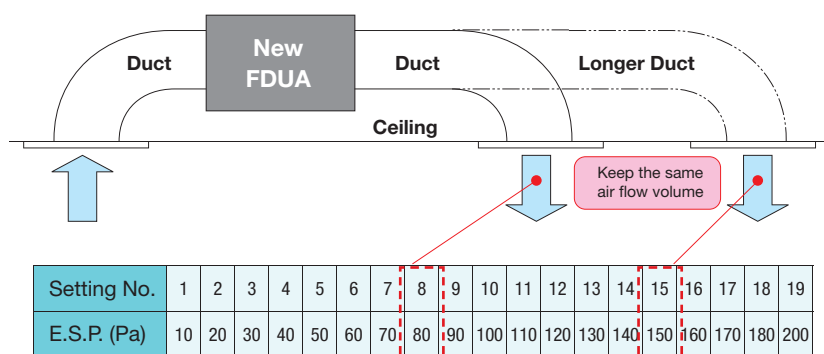 New
FDUA
Duct
Duct
Longer Duct
Ceiling
Keep the same
air flow volume
Setting No. 1 2 3 4 5 6 7 8 9 10 11 12 13 14 15 16 17 18 19
E.S.P. (Pa) 10 20 30 40 50 60 70 80 90 100 110 120 130 140 150 160 170 180 200